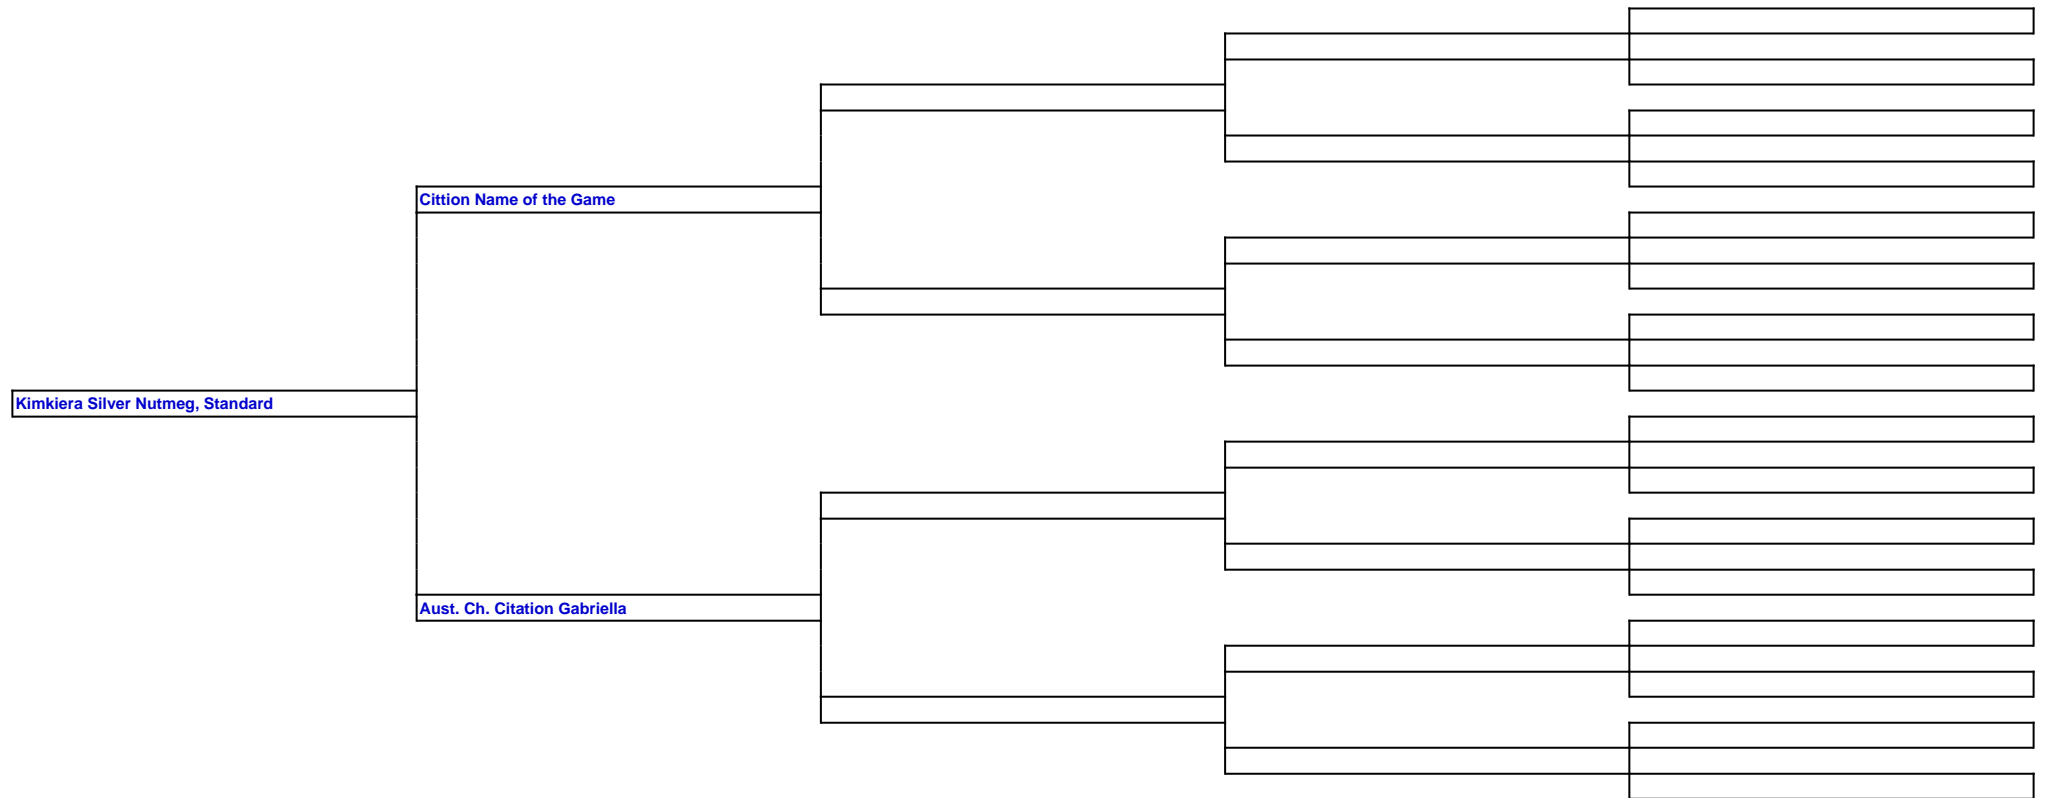 Cittion Name of the Game
Kimkiera Silver Nutmeg, Standard
Aust. Ch. Citation Gabriella